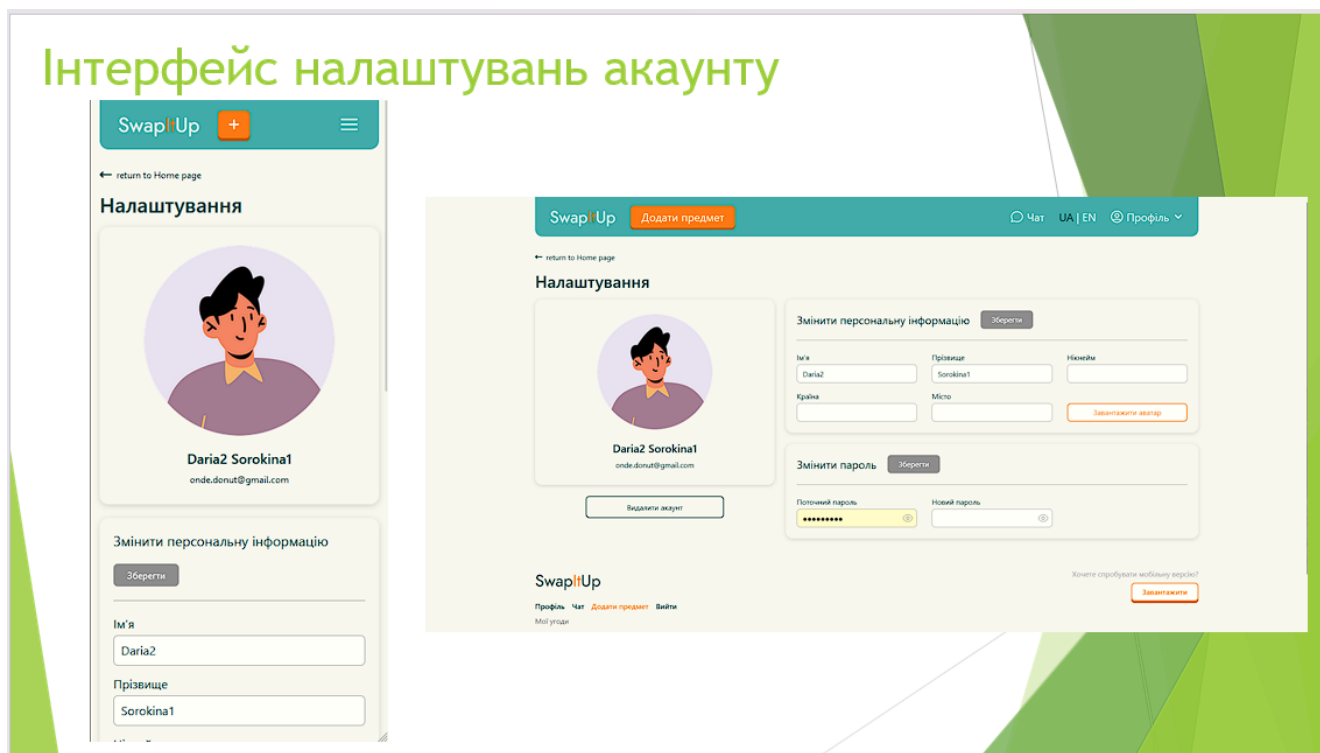 Інтерфейс налаштувань акаунту
SwapItUp +
← return to Home page
Налаштування
Daria2 Sorokina1
onde.donut@gmail.com
Змінити персональну інформацію
Зберегти
Ім'я
Daria2
Прізвище
Sorokina1
SwapItUp Додати предмет Чат UA | EN Профіль
← return to Home page
Налаштування
Daria2 Sorokina1
onde.donut@gmail.com
Видалити акаунт
Змінити персональну інформацію Зберегти
Ім'я Прізвище Нікнейм
Daria2 Sorokina1
Країна Місто
Завантажити аватар
Змінити пароль Зберегти
Поточний пароль Новий пароль
•••••••••
SwapItUp
Профіль Чат Додати предмет Вийти
Мої угоди
Хочете спробувати мобільну версію?
Завантажити